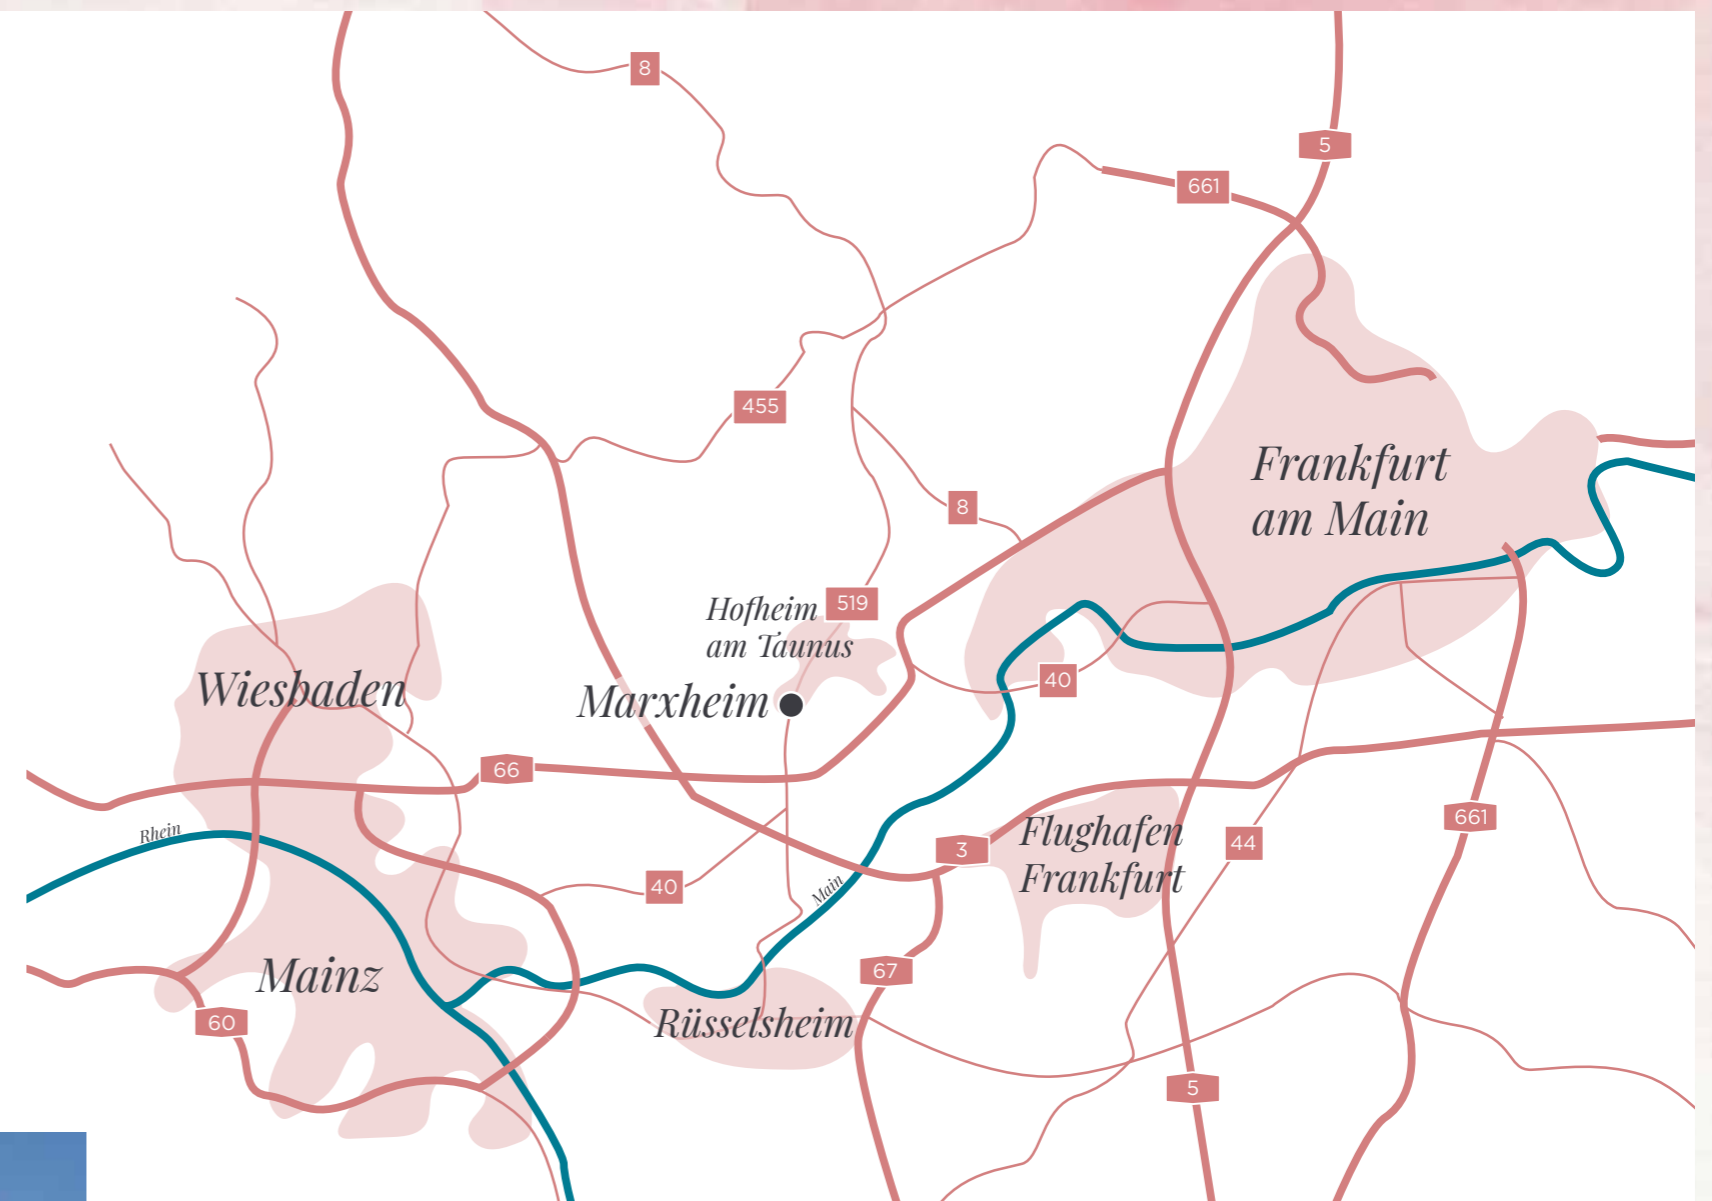 8
5
661
455
Frankfurt
am Main
8
519
Hofheim
am Taunus
Wiesbaden
Marxheim
40
66
Rhein
661
Flughafen
Frankfurt
44
3
40
Main
Mainz
67
60
Rüsselsheim
5